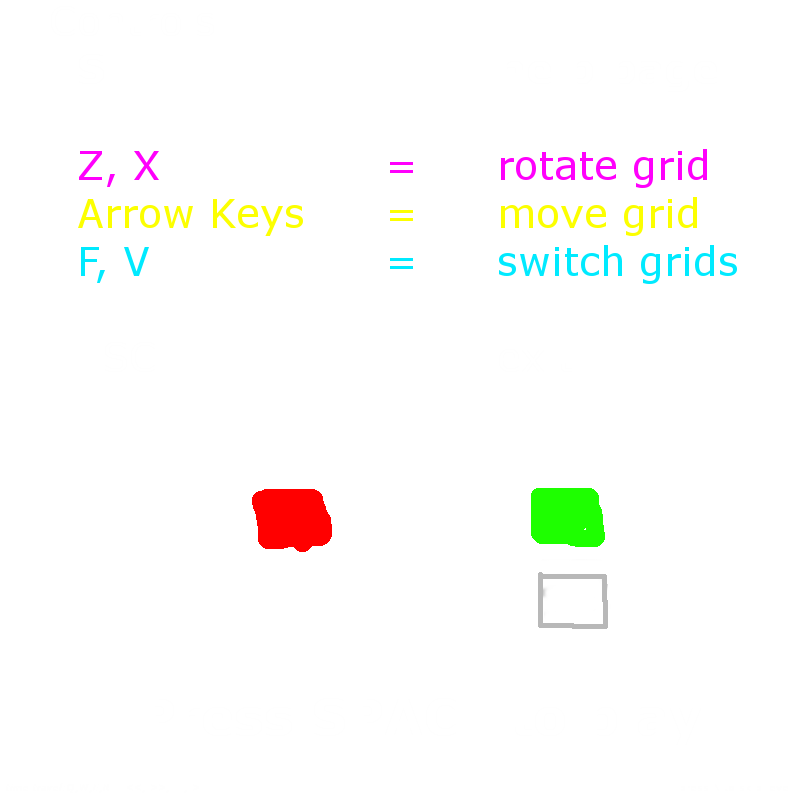 Z, X = rotate grid
Arrow Keys = move grid
F, V = switch grids